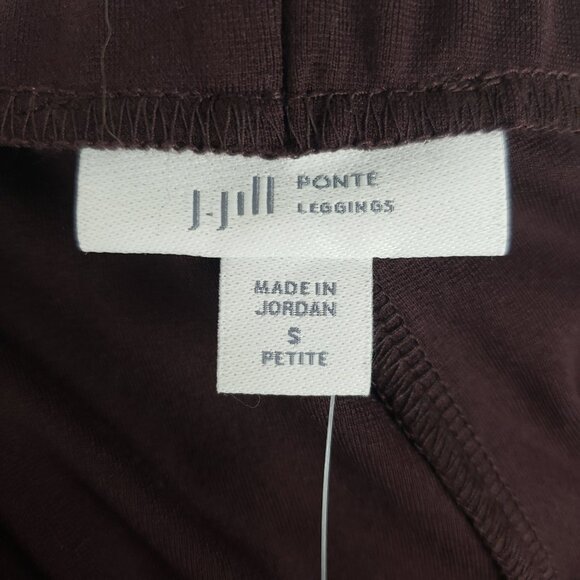 J.Jill PONTE
LEGGINGS
MADE IN
JORDAN
S
PETITE